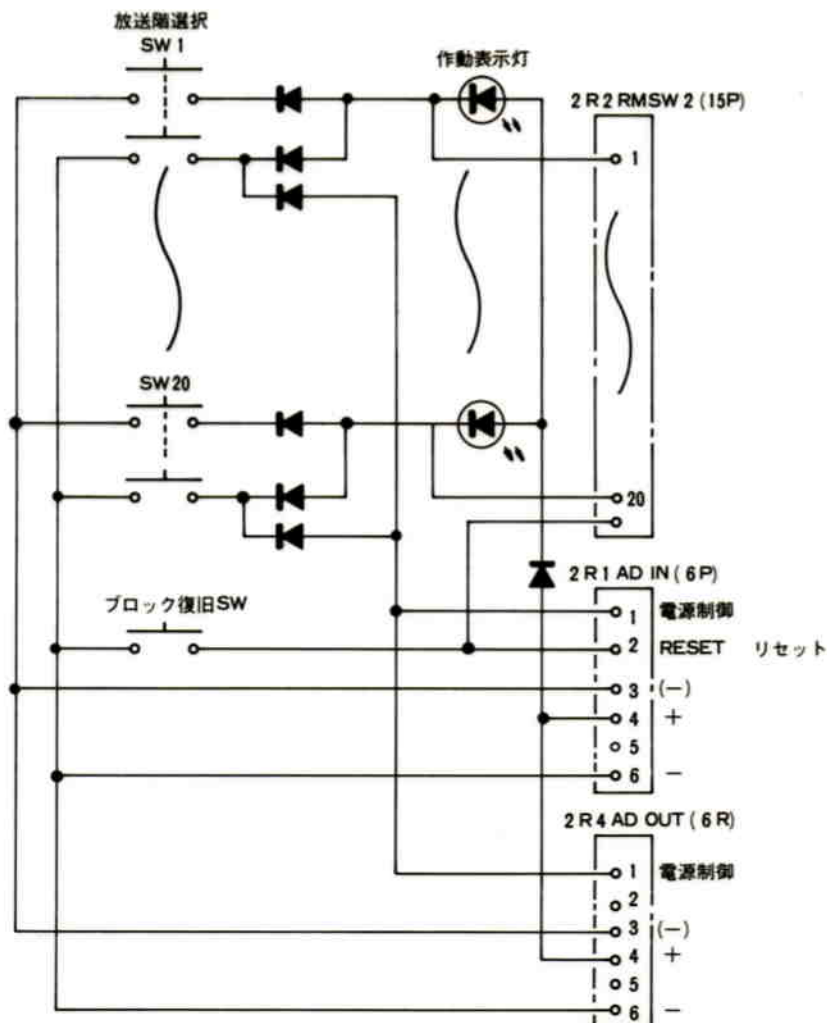 放送階選択
SW 1
作動表示灯
2 R 2 RMSW 2 (15P)
1
SW 20
20
ブロック復旧SW
2 R 1 AD IN ( 6 P)
1 電源制御
2 RESET リセット
3 (−)
4 +
5
6 −
2 R 4 AD OUT ( 6 R)
1 電源制御
2
3 (−)
4 +
5
6 −